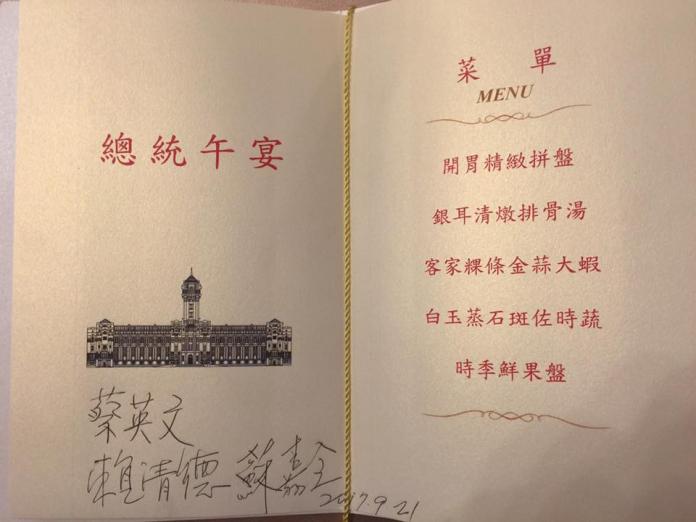 總統午宴
蔡英文
賴清德 蘇嘉全
2017.9.21
菜單
MENU
開胃精緻拼盤
銀耳清燉排骨湯
客家粿條金蒜大蝦
白玉蒸石斑佐時蔬
時季鮮果盤